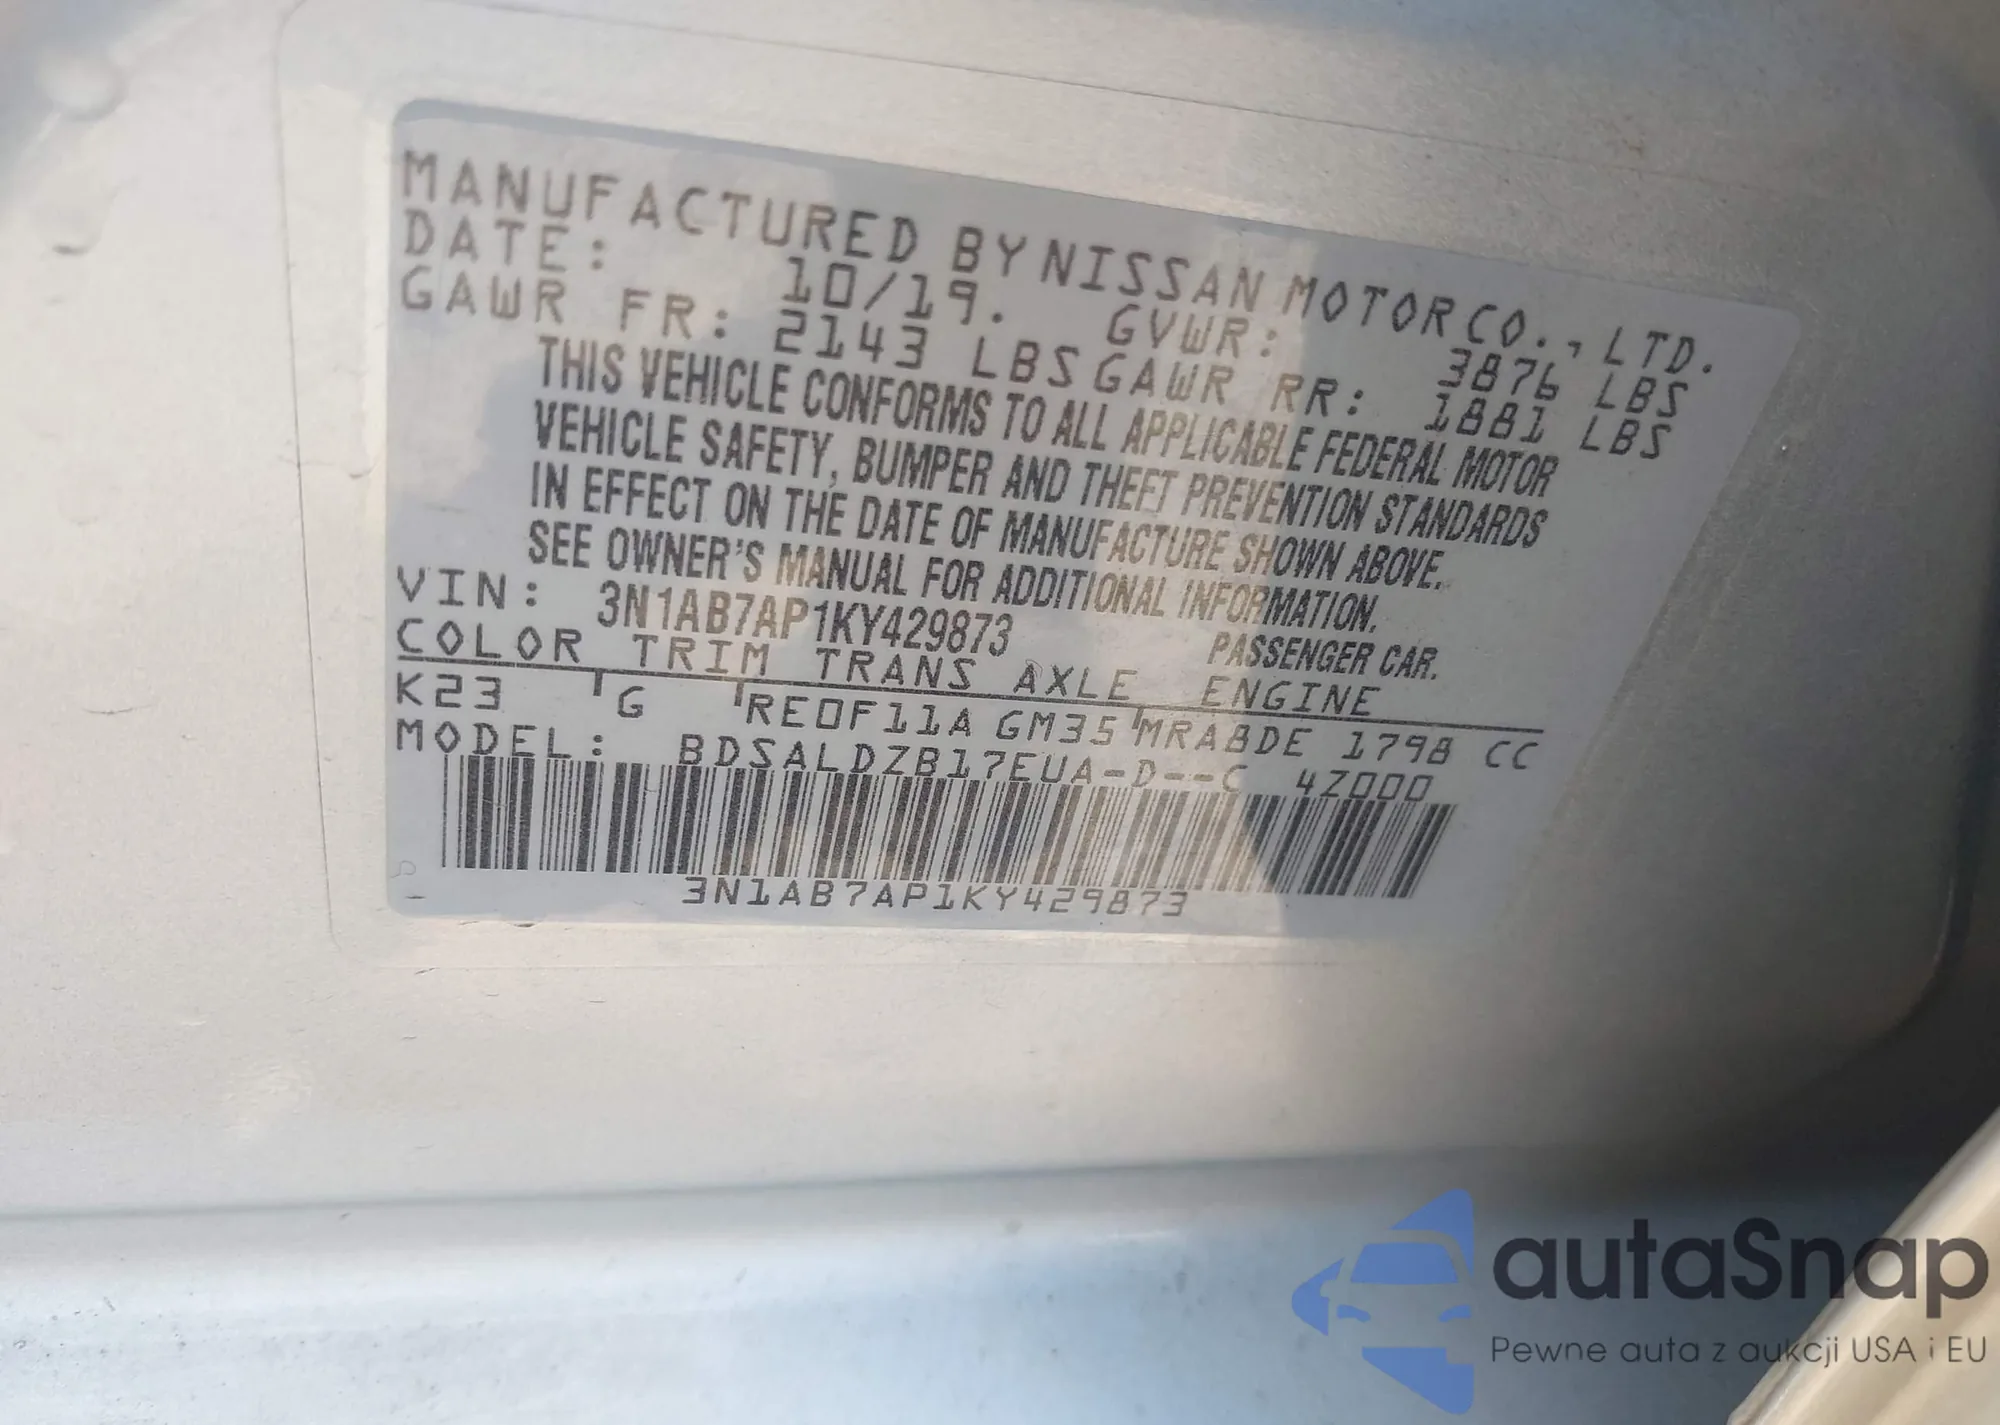 MANUFACTURED BY NISSAN MOTOR CO., LTD.
DATE: 10/19. GVWR: 3876 LBS
GAWR FR: 2143 LBS GAWR RR: 1881 LBS
THIS VEHICLE CONFORMS TO ALL APPLICABLE FEDERAL MOTOR
VEHICLE SAFETY, BUMPER AND THEFT PREVENTION STANDARDS
IN EFFECT ON THE DATE OF MANUFACTURE SHOWN ABOVE.
SEE OWNER'S MANUAL FOR ADDITIONAL INFORMATION.
VIN: 3N1AB7AP1KY429873 PASSENGER CAR.
COLOR TRIM TRANS AXLE ENGINE
K23 G RE0F11A GM35 MRA8DE 1798 CC
MODEL: BDSALDZB17EUA-D--C 4Z000
3N1AB7AP1KY429873
autaSnap
Pewne auta z aukcji USA i EU